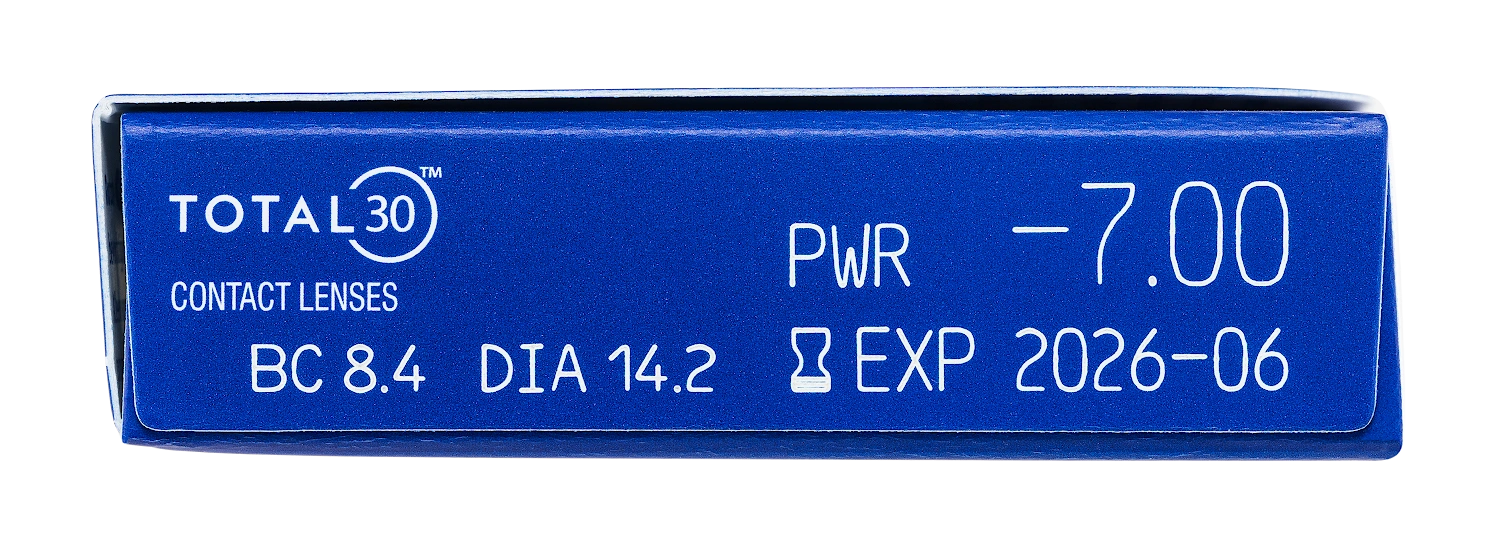 TOTAL30™
CONTACT LENSES
BC 8.4 DIA 14.2
PWR -7.00
EXP 2026-06